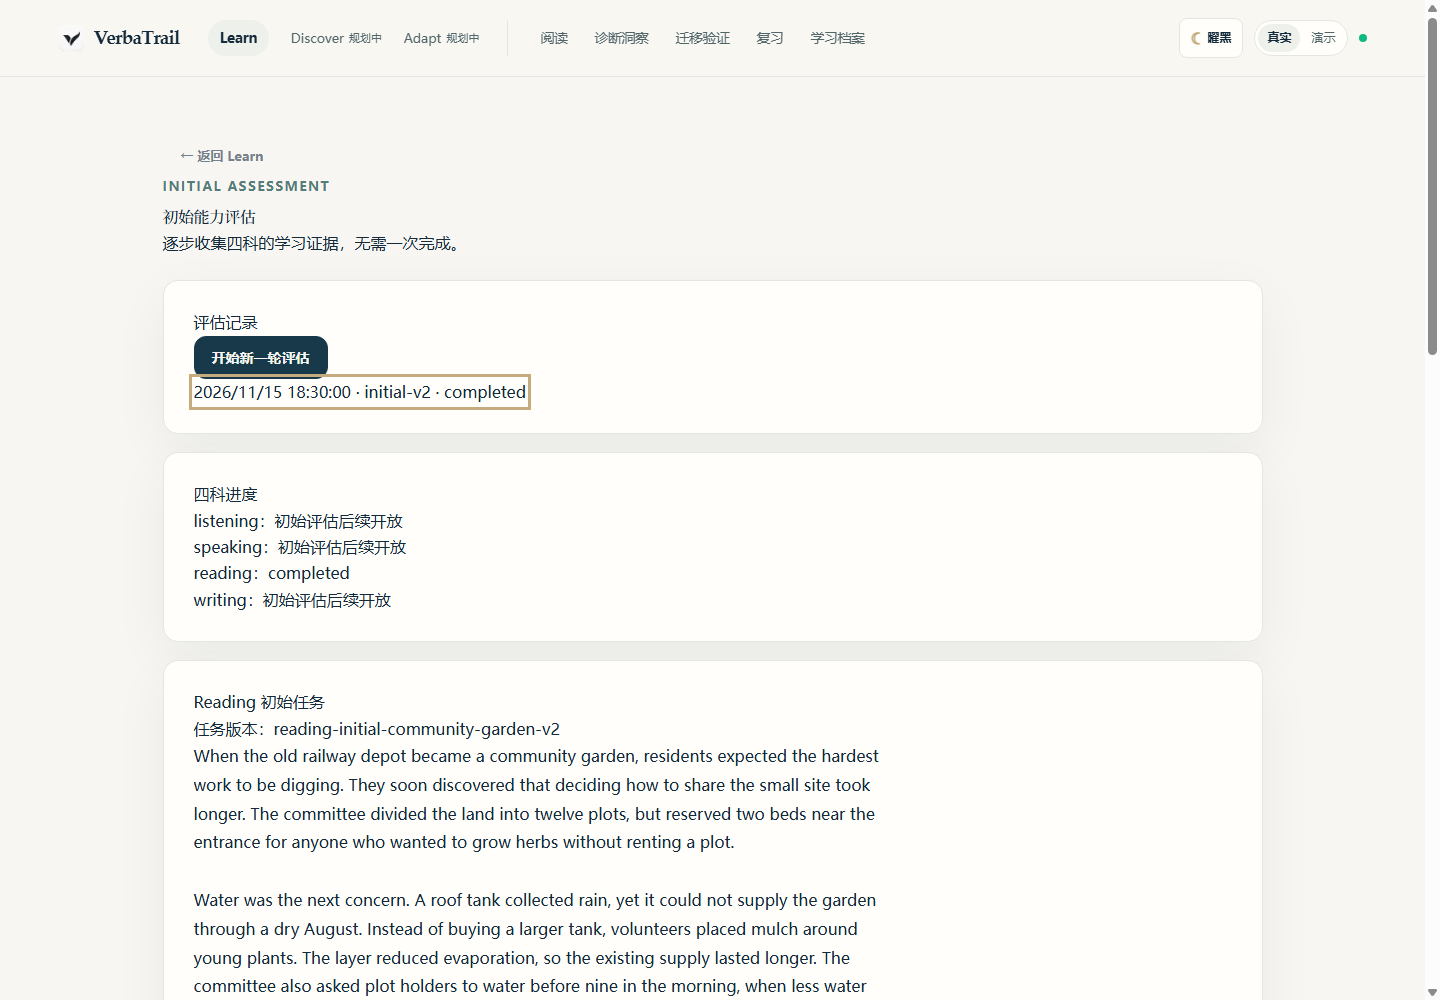 VerbaTrail
Learn
Discover 规划中
Adapt 规划中
阅读
诊断洞察
迁移验证
复习
学习档案
曜黑
真实
演示
← 返回 Learn
INITIAL ASSESSMENT
初始能力评估
逐步收集四科的学习证据，无需一次完成。
评估记录
开始新一轮评估
2026/11/15 18:30:00 · initial-v2 · completed
四科进度
listening：初始评估后续开放
speaking：初始评估后续开放
reading：completed
writing：初始评估后续开放
Reading 初始任务
任务版本：reading-initial-community-garden-v2
When the old railway depot became a community garden, residents expected the hardest
work to be digging. They soon discovered that deciding how to share the small site took
longer. The committee divided the land into twelve plots, but reserved two beds near the
entrance for anyone who wanted to grow herbs without renting a plot.
Water was the next concern. A roof tank collected rain, yet it could not supply the garden
through a dry August. Instead of buying a larger tank, volunteers placed mulch around
young plants. The layer reduced evaporation, so the existing supply lasted longer. The
committee also asked plot holders to water before nine in the morning, when less water